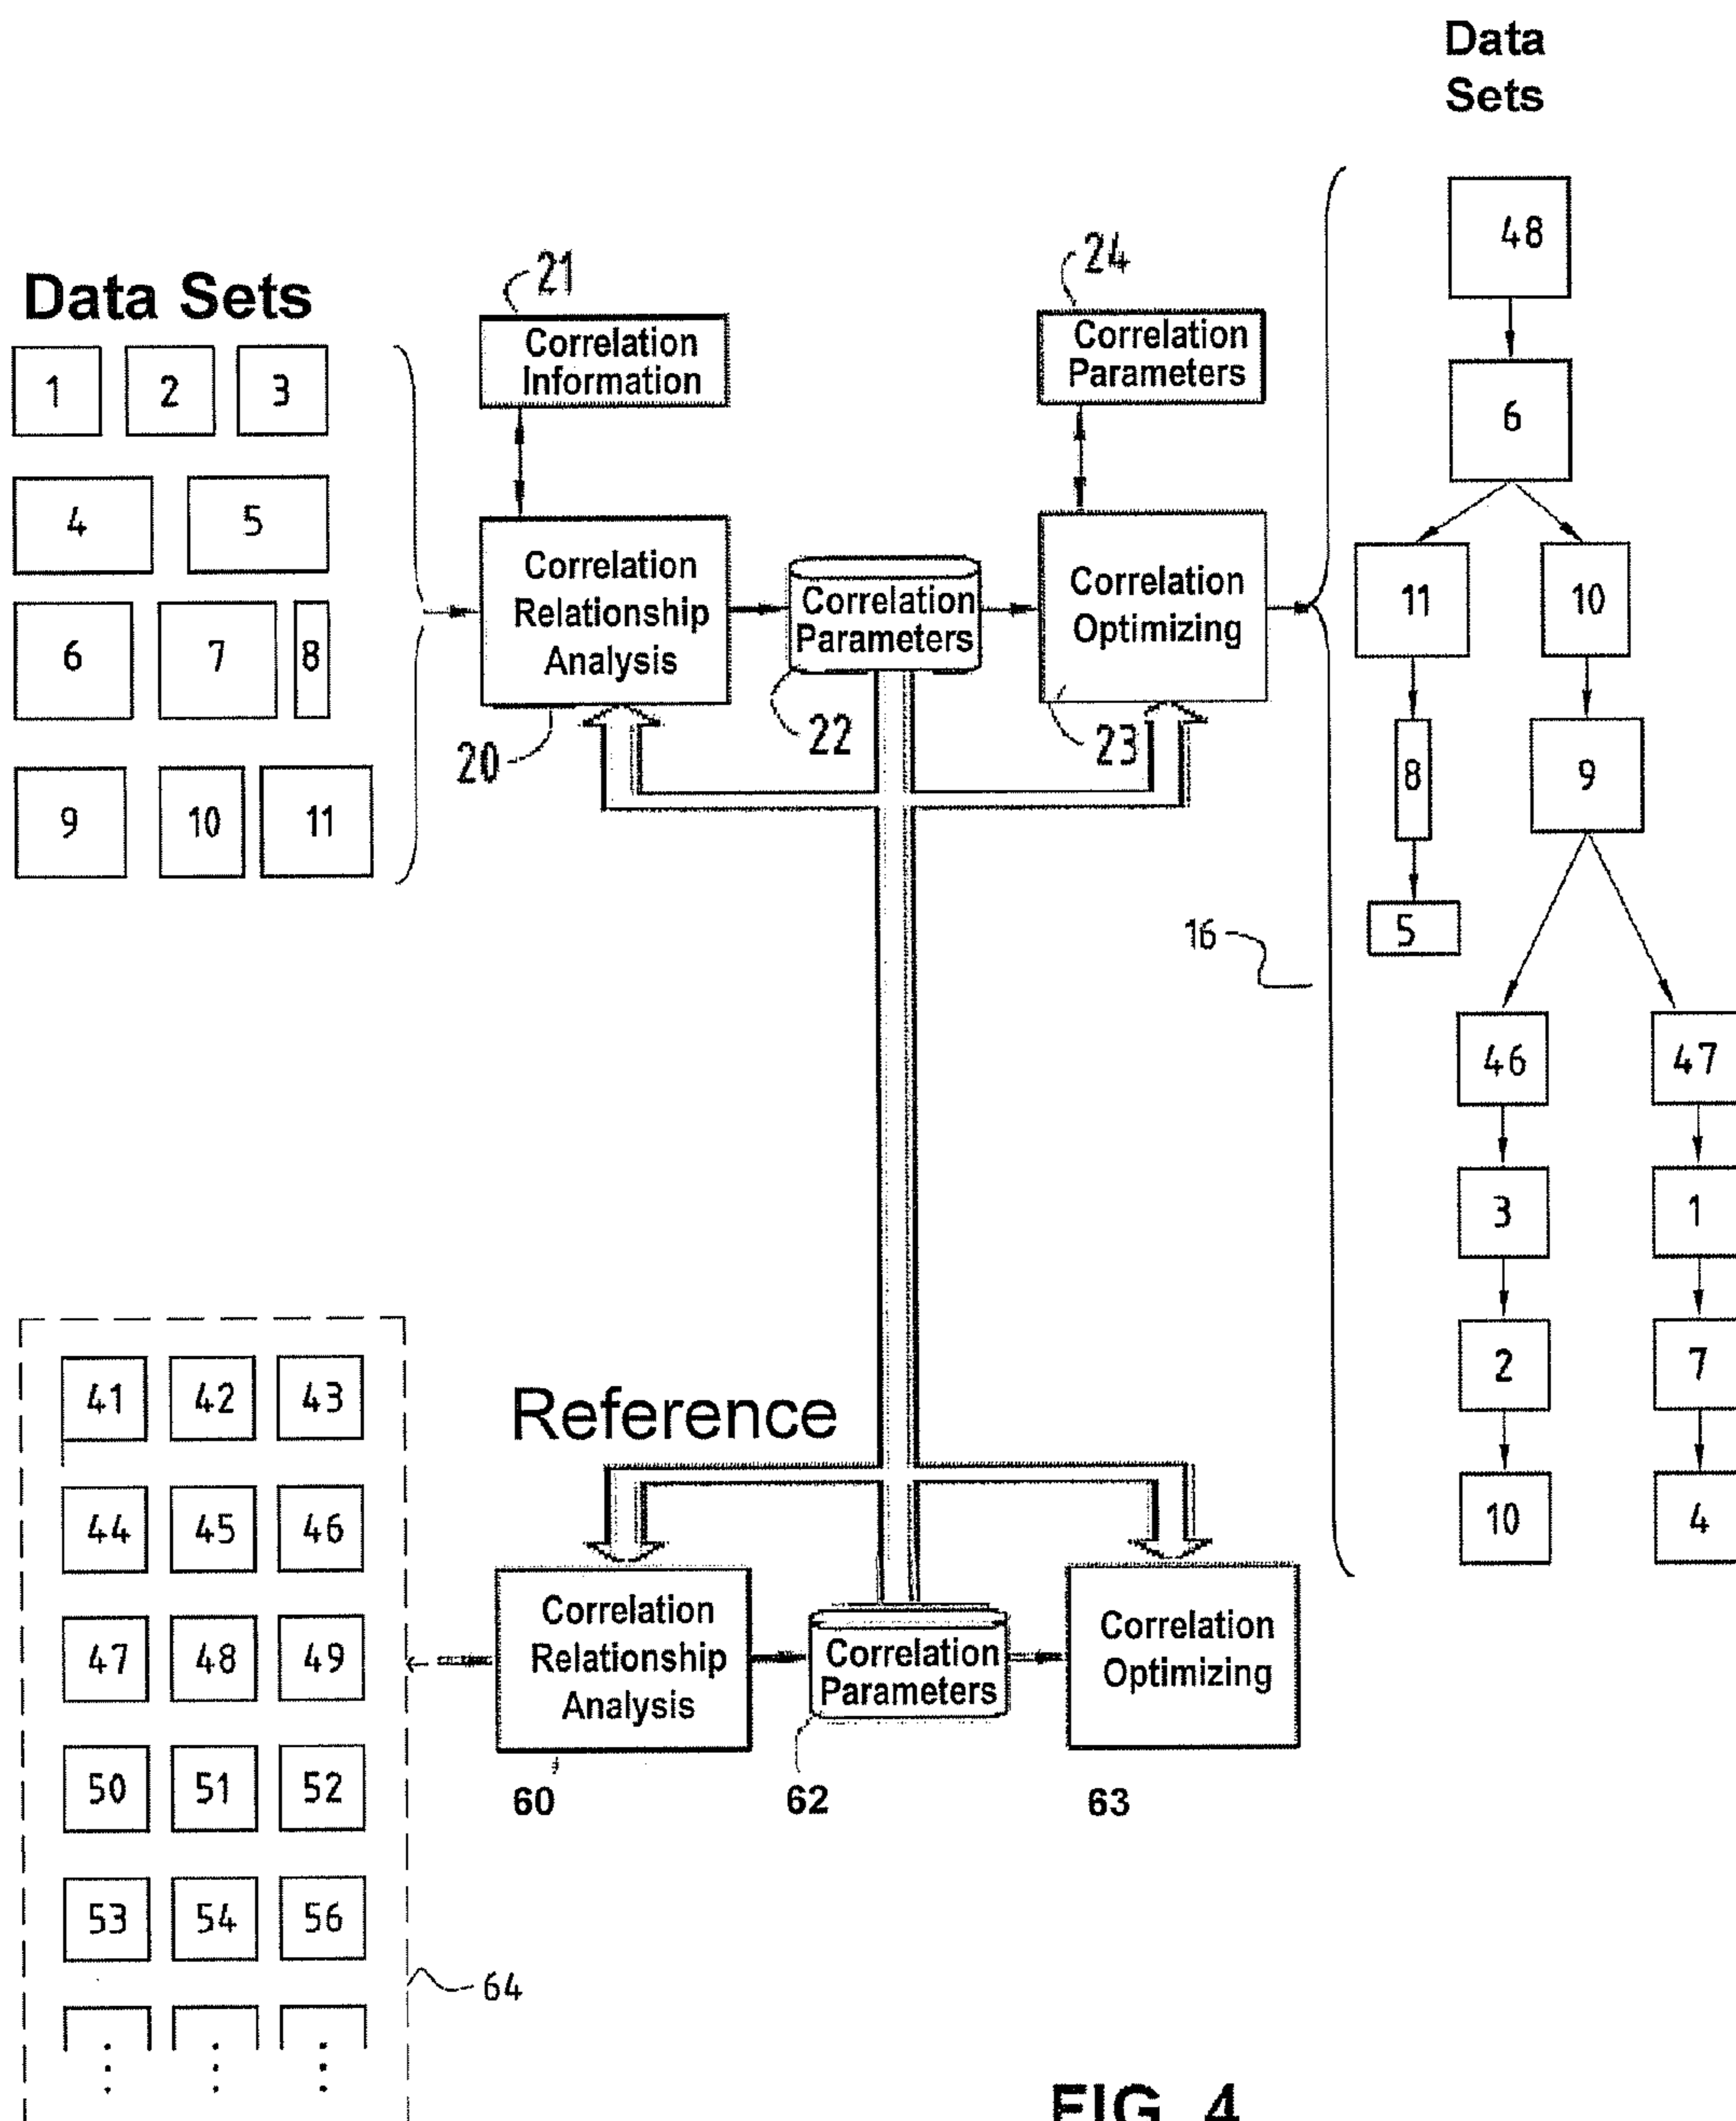 Data
Sets
48
6
11
10
8
9
5
46
47
3
1
2
7
10
4
16
Data Sets
1 2 3
4 5
6 7 8
9 10 11
21
Correlation
Information
24
Correlation
Parameters
Correlation
Relationship
Analysis
20
Correlation
Parameters
22
Correlation
Optimizing
23
Reference
41 42 43
44 45 46
47 48 49
50 51 52
53 54 56
⋮ ⋮ ⋮
64
Correlation
Relationship
Analysis
60
Correlation
Parameters
62
Correlation
Optimizing
63
FIG. 4